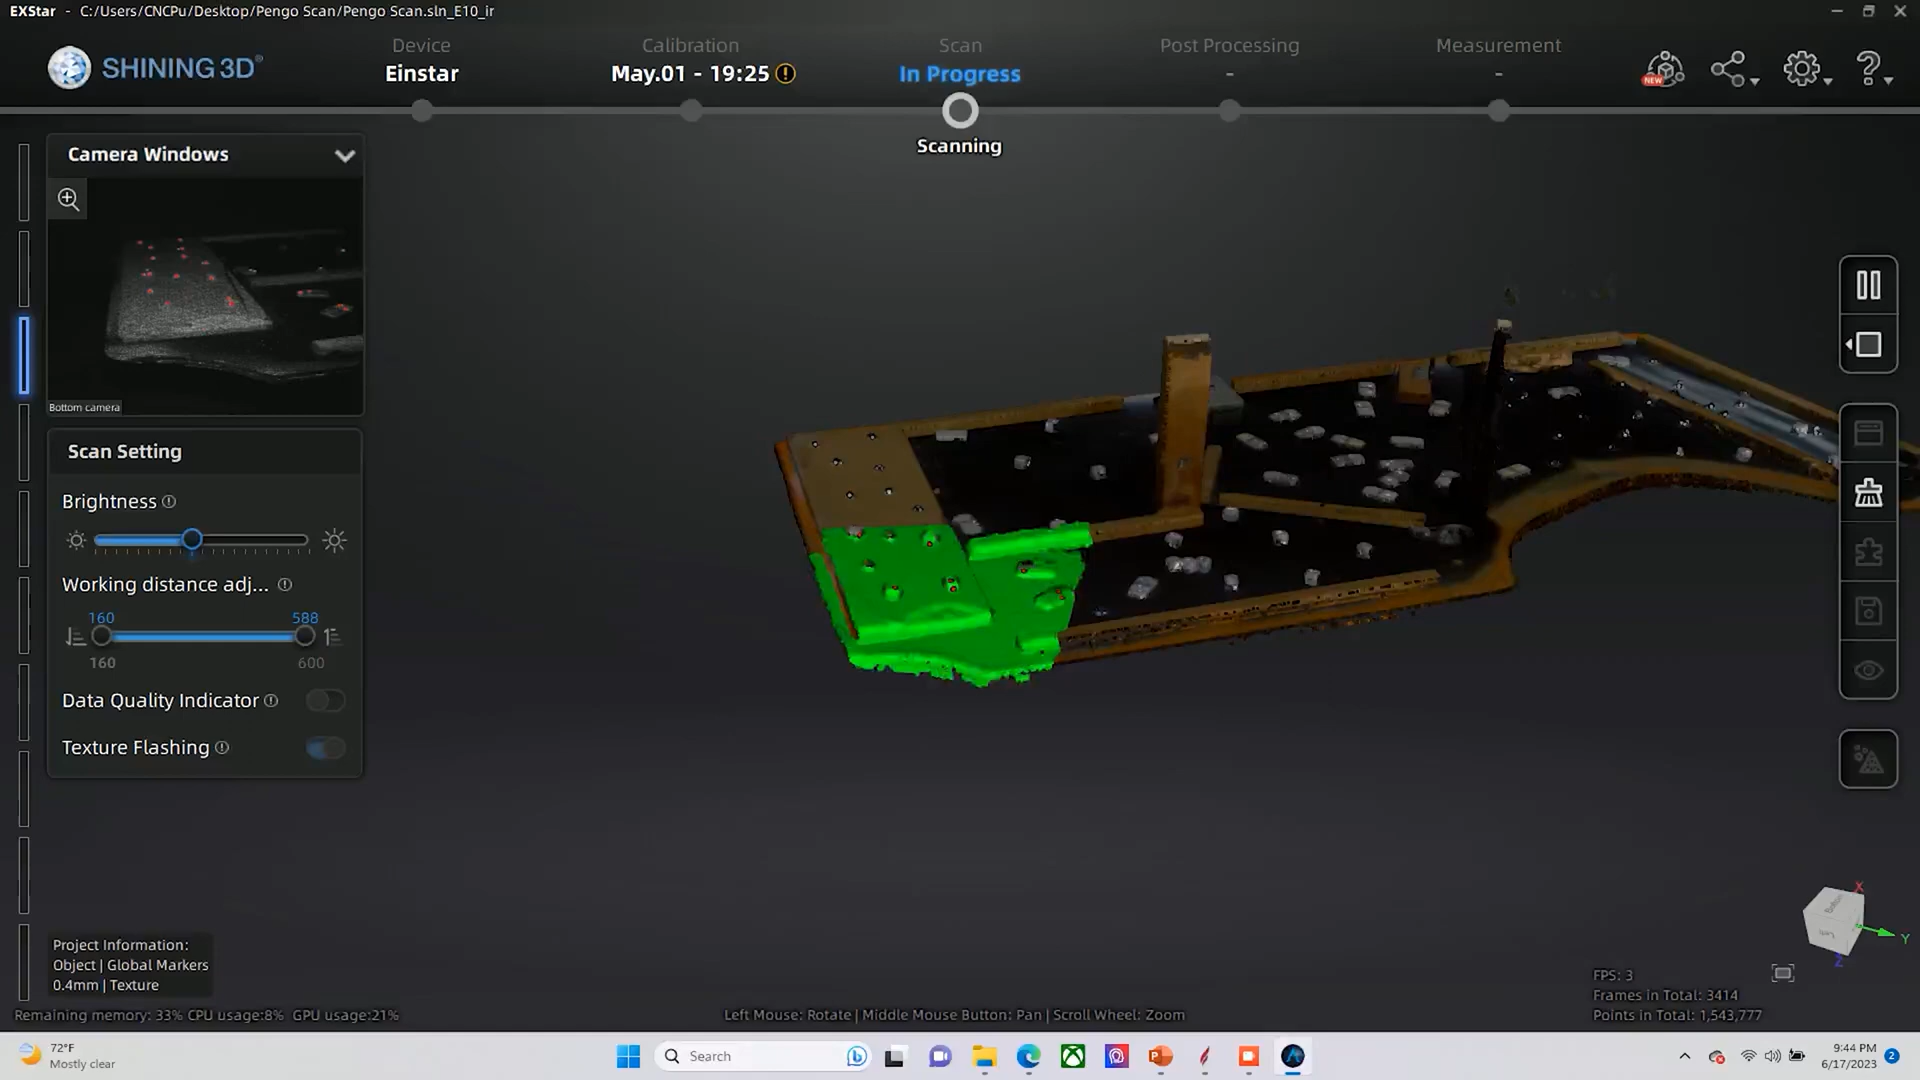 EXStar - C:/Users/CNCPu/Desktop/Pengo Scan/Pengo Scan.sln_E10_ir
SHINING 3D®
Device
Einstar
Calibration
May.01 - 19:25
Scan
In Progress
Scanning
Post Processing
-
Measurement
-
NEW
Camera Windows
Bottom camera
Scan Setting
Brightness
Working distance adj...
160
588
160
600
Data Quality Indicator
Texture Flashing
Project Information:
Object | Global Markers
0.4mm | Texture
Remaining memory: 33% CPU usage:8% GPU usage:21%
Left Mouse: Rotate | Middle Mouse Button: Pan | Scroll Wheel: Zoom
FPS: 3
Frames in Total: 3414
Points in Total: 1,543,777
X
Y
Z
Left
72°F
Mostly clear
Search
9:44 PM
6/17/2023
2